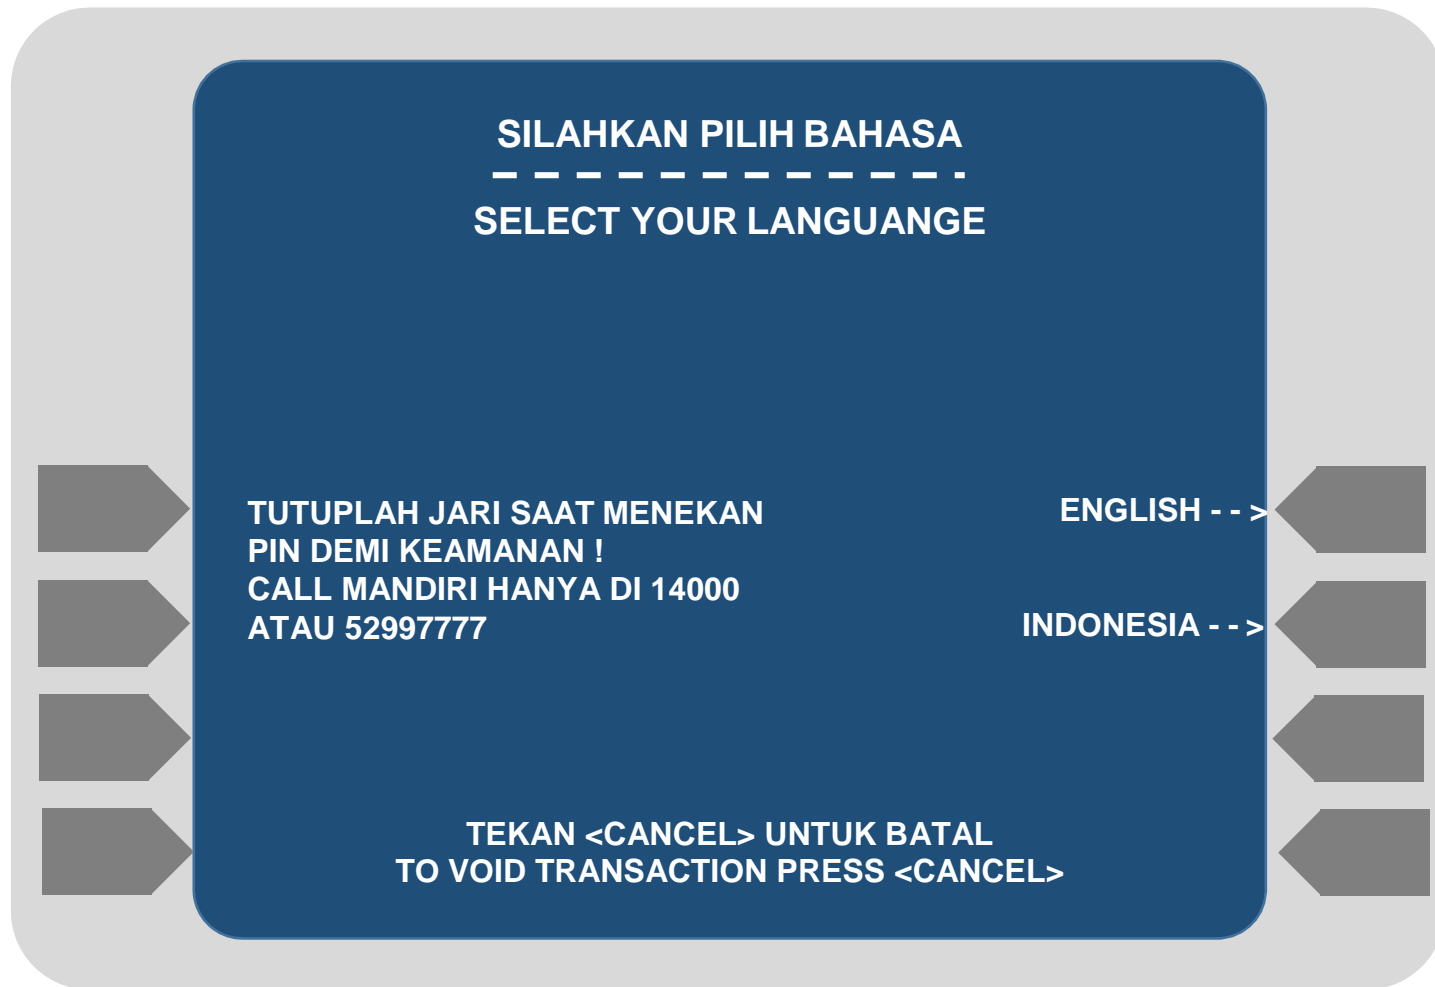 SILAHKAN PILIH BAHASA
- - - - - - - - - - - -
SELECT YOUR LANGUANGE
TUTUPLAH JARI SAAT MENEKAN
PIN DEMI KEAMANAN !
CALL MANDIRI HANYA DI 14000
ATAU 52997777
ENGLISH - - >
INDONESIA - - >
TEKAN <CANCEL> UNTUK BATAL
TO VOID TRANSACTION PRESS <CANCEL>